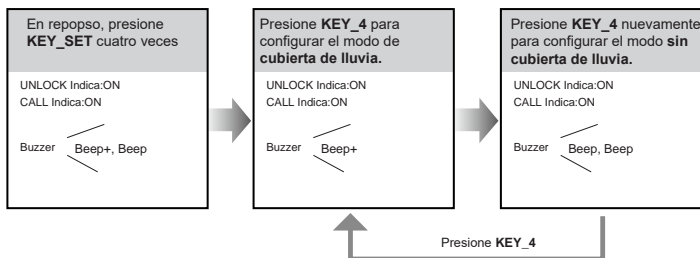 En repopso, presione
KEY_SET cuatro veces
UNLOCK Indica:ON
CALL Indica:ON
Buzzer
Beep+, Beep
Presione KEY_4 para
configurar el modo de
cubierta de lluvia.
UNLOCK Indica:ON
CALL Indica:ON
Buzzer
Beep+
Presione KEY_4 nuevamente
para configurar el modo sin
cubierta de lluvia.
UNLOCK Indica:ON
CALL Indica:ON
Buzzer
Beep, Beep
Presione KEY_4